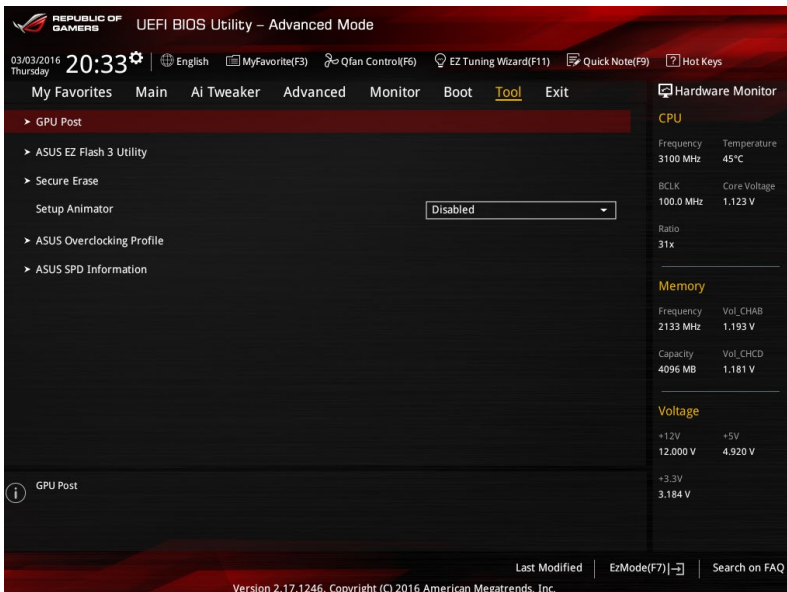 REPUBLIC OF
GAMERS
UEFI BIOS Utility – Advanced Mode
03/03/2016
Thursday
20:33
English
MyFavorite(F3)
Qfan Control(F6)
EZ Tuning Wizard(F11)
Quick Note(F9)
? Hot Keys
My Favorites Main Ai Tweaker Advanced Monitor Boot Tool Exit
Hardware Monitor
> GPU Post
> ASUS EZ Flash 3 Utility
> Secure Erase
Setup Animator Disabled
> ASUS Overclocking Profile
> ASUS SPD Information
CPU
Frequency Temperature
3100 MHz 45°C
BCLK Core Voltage
100.0 MHz 1.123 V
Ratio
31x
Memory
Frequency Vol_CHAB
2133 MHz 1.193 V
Capacity Vol_CHCD
4096 MB 1.181 V
Voltage
+12V +5V
12.000 V 4.920 V
+3.3V
3.184 V
i GPU Post
Last Modified
EzMode(F7)
Search on FAQ
Version 2.17.1246. Copyright (C) 2016 American Megatrends, Inc.